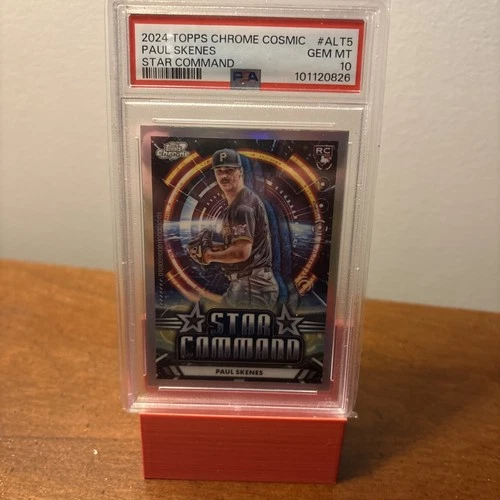 2024 TOPPS CHROME COSMIC #ALT5
PAUL SKENES GEM MT
STAR COMMAND 10
PSA 101120826
Chrome
RC
P
STAR
COMMAND
PAUL SKENES